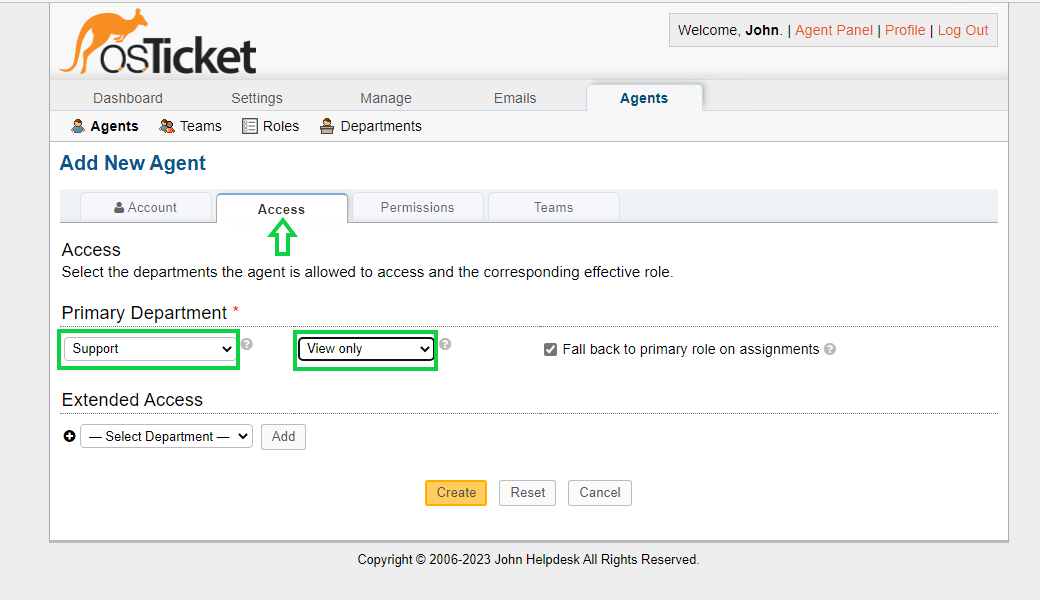 osTicket
Welcome, John. | Agent Panel | Profile | Log Out
Dashboard Settings Manage Emails Agents
Agents Teams Roles Departments
Add New Agent
Account Access Permissions Teams
Access
Select the departments the agent is allowed to access and the corresponding effective role.
Primary Department *
Support ? View only ? Fall back to primary role on assignments ?
Extended Access
— Select Department — Add
Create Reset Cancel
Copyright © 2006-2023 John Helpdesk All Rights Reserved.